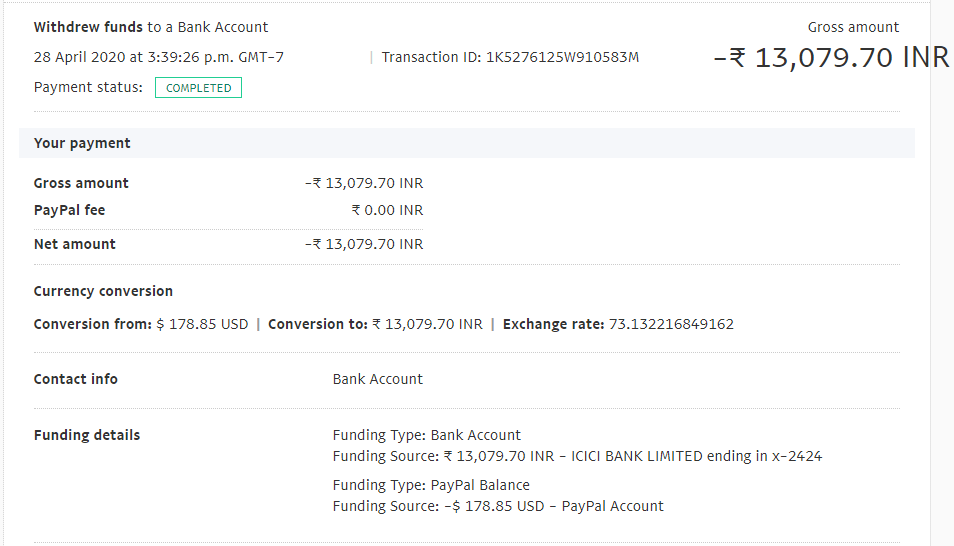 Withdrew funds to a Bank Account
Gross amount
28 April 2020 at 3:39:26 p.m. GMT-7 | Transaction ID: 1K5276125W910583M
-₹ 13,079.70 INR
Payment status: COMPLETED
Your payment
Gross amount -₹ 13,079.70 INR
PayPal fee ₹ 0.00 INR
Net amount -₹ 13,079.70 INR
Currency conversion
Conversion from: $ 178.85 USD | Conversion to: ₹ 13,079.70 INR | Exchange rate: 73.132216849162
Contact info Bank Account
Funding details Funding Type: Bank Account
Funding Source: ₹ 13,079.70 INR - ICICI BANK LIMITED ending in x-2424
Funding Type: PayPal Balance
Funding Source: -$ 178.85 USD - PayPal Account